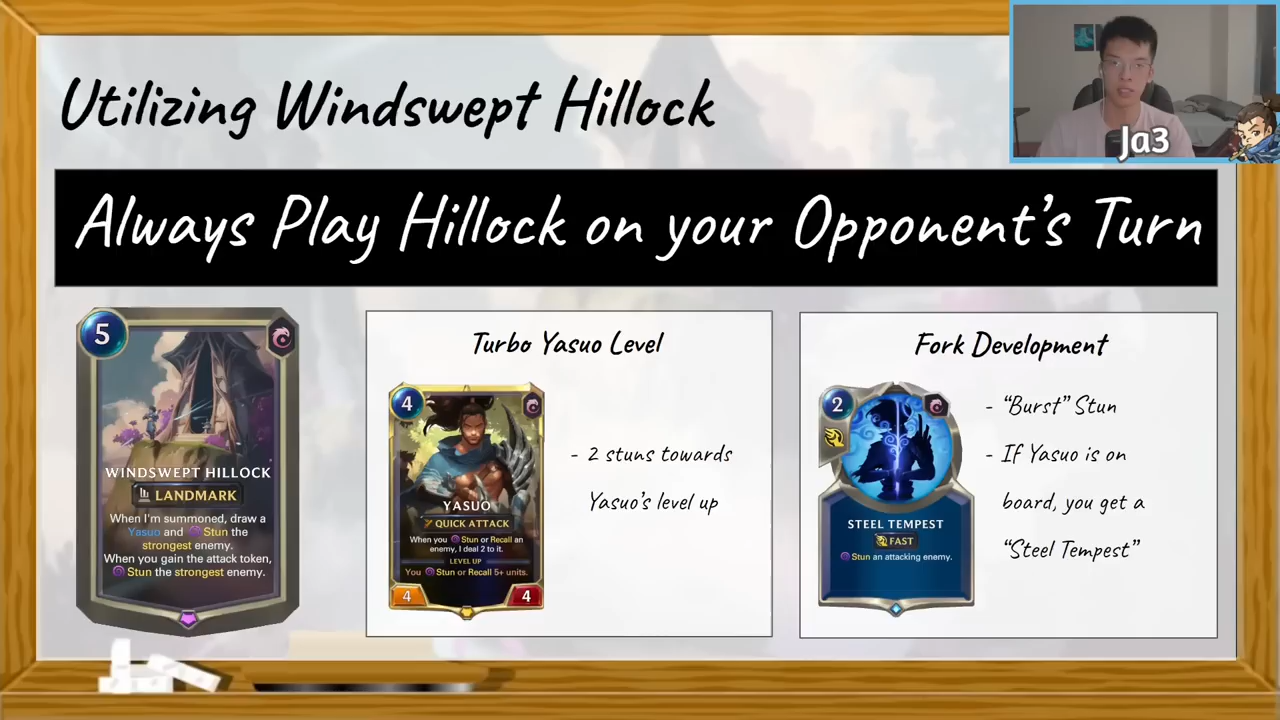 Utilizing Windswept Hillock
Ja3
Always Play Hillock on your Opponent's Turn
5
WINDSWEPT HILLOCK
LANDMARK
When I'm summoned, draw a
Yasuo and Stun the
strongest enemy.
When you gain the attack token,
Stun the strongest enemy.
Turbo Yasuo Level
4
YASUO
QUICK ATTACK
When you Stun or Recall an
enemy, I deal 2 to it.
LEVEL UP
You Stun or Recall 5+ units.
4
4
- 2 stuns towards
Yasuo's level up
Fork Development
2
STEEL TEMPEST
FAST
Stun an attacking enemy.
- "Burst" Stun
- If Yasuo is on
board, you get a
"Steel Tempest"